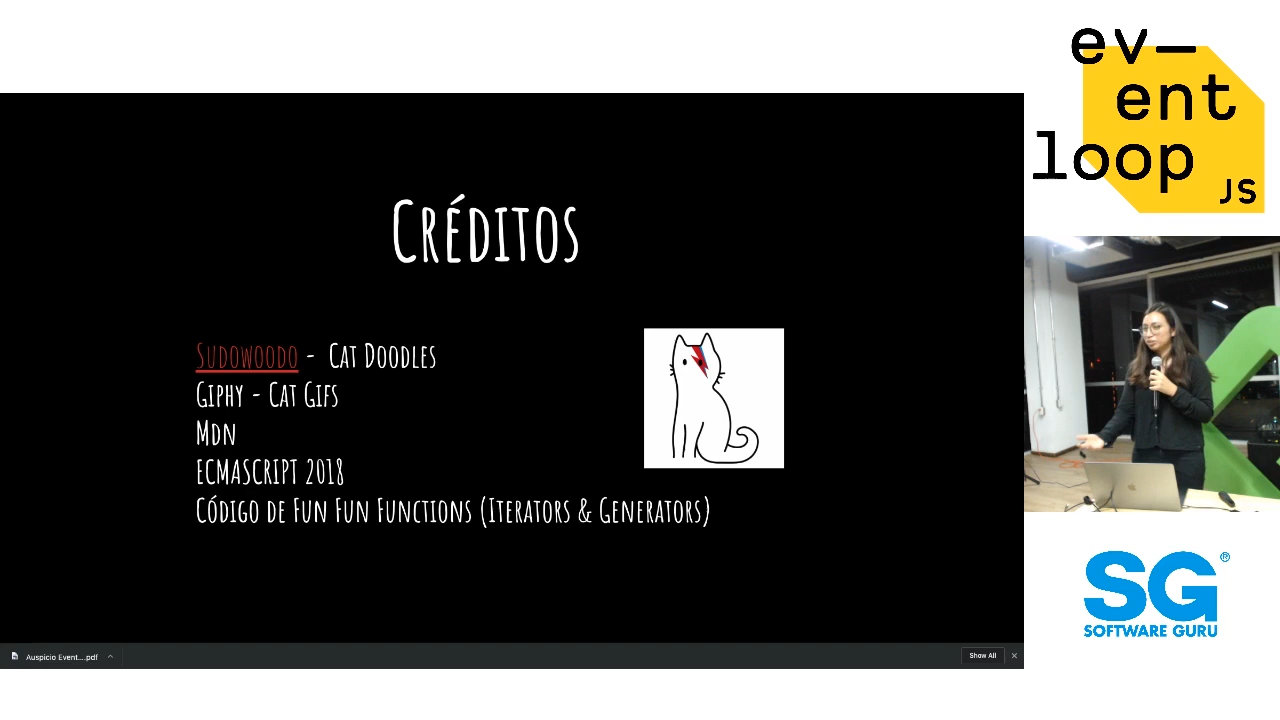 Créditos
Sudowoodo - Cat Doodles
Giphy - Cat Gifs
Mdn
ECMASCRIPT 2018
Código de Fun Fun Functions (Iterators & Generators)
Auspicio Event....pdf
Show All
ev—
ent
loop
JS
SG®
SOFTWARE GURU